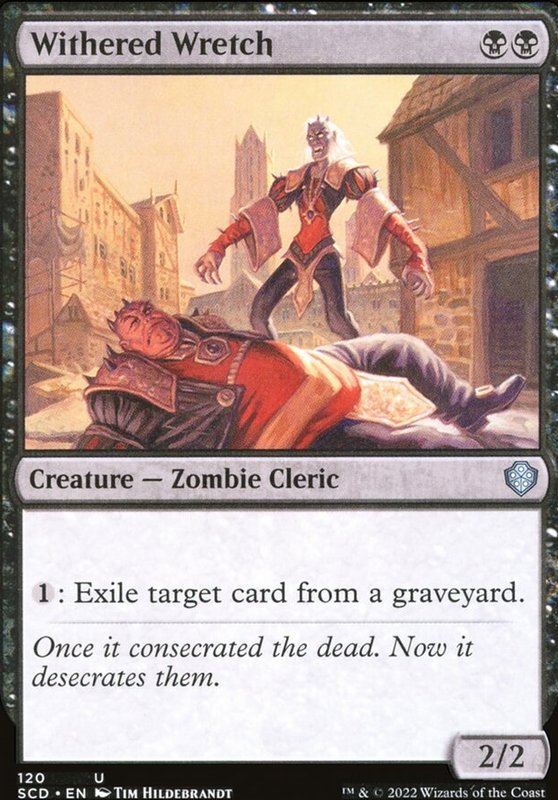 Withered Wretch
Creature — Zombie Cleric
1: Exile target card from a graveyard.
Once it consecrated the dead. Now it
desecrates them.
2/2
120 U
SCD • EN Tim Hildebrandt
™ & © 2022 Wizards of the Coast